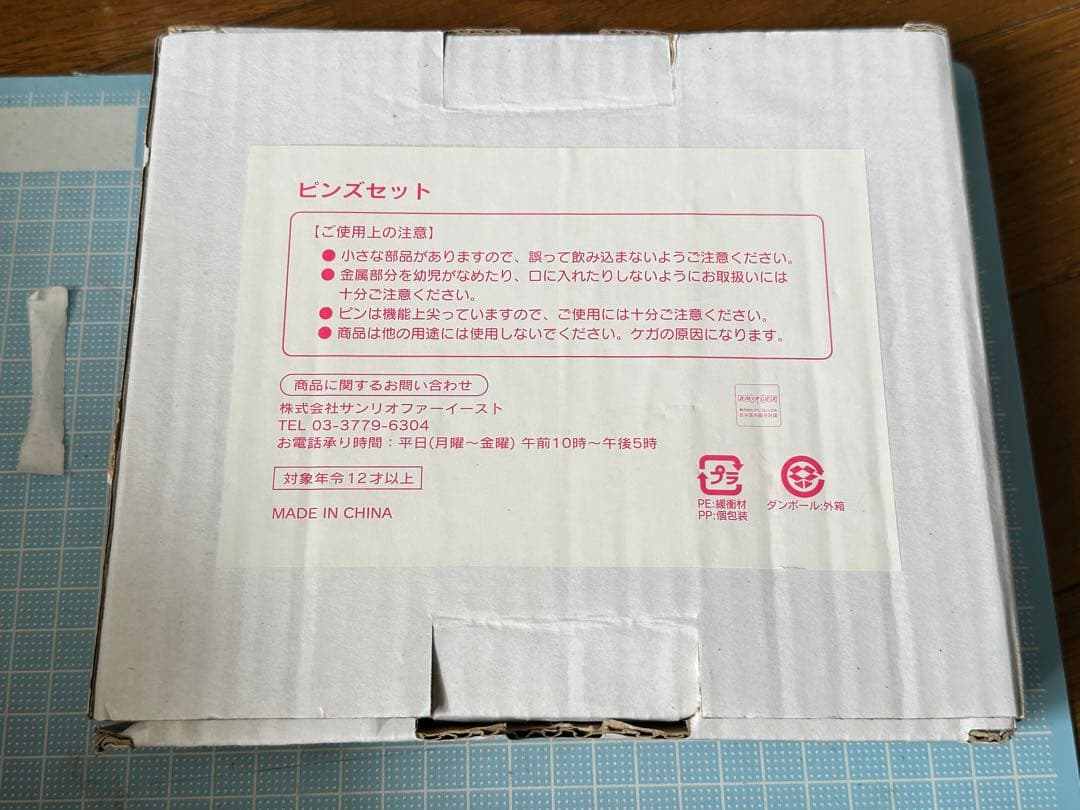 ピンズセット
【ご使用上の注意】
● 小さな部品がありますので、誤って飲み込まないようご注意ください。
● 金属部分を幼児がなめたり、口に入れたりしないようにお取扱いには
十分ご注意ください。
● ピンは機能上尖っていますので、ご使用には十分ご注意ください。
● 商品は他の用途には使用しないでください。ケガの原因になります。
商品に関するお問い合わせ
株式会社サンリオファーイースト
TEL 03-3779-6304
お電話承り時間：平日(月曜～金曜) 午前10時～午後5時
対象年令12才以上
MADE IN CHINA
プラ
PE:緩衝材
PP:個包装
ダンボール:外箱